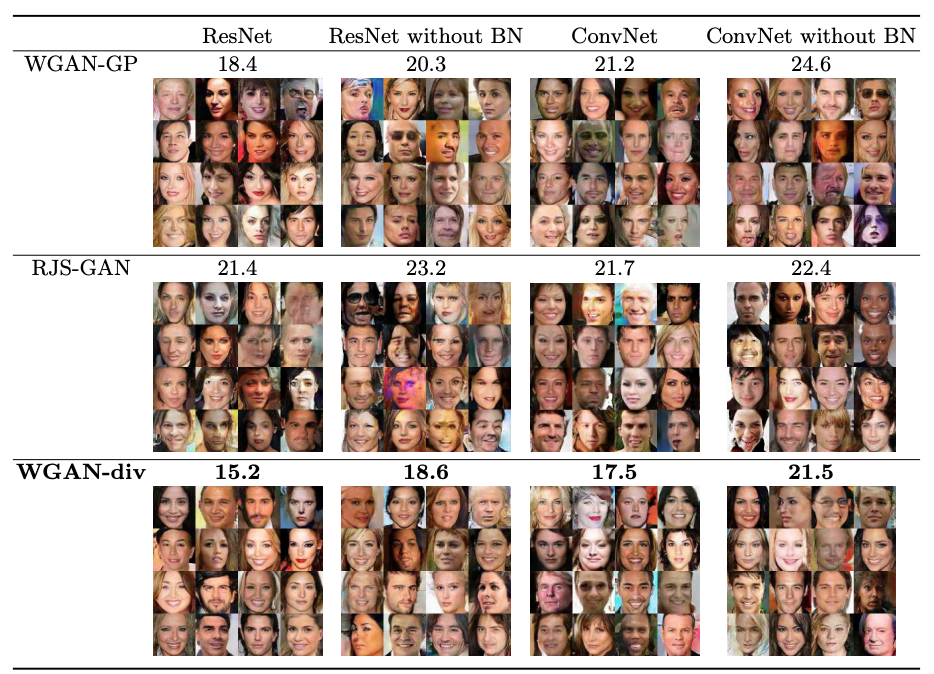 ResNet ResNet without BN ConvNet ConvNet without BN
WGAN-GP 18.4 20.3 21.2 24.6
RJS-GAN 21.4 23.2 21.7 22.4
WGAN-div 15.2 18.6 17.5 21.5